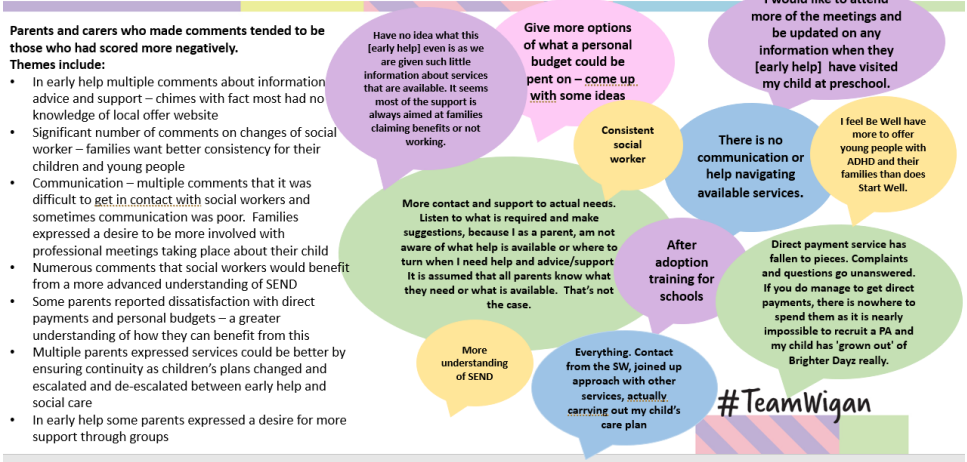 Parents and carers who made comments tended to be
those who had scored more negatively.
Themes include:
• In early help multiple comments about information
advice and support – chimes with fact most had no
knowledge of local offer website
• Significant number of comments on changes of social
worker – families want better consistency for their
children and young people
• Communication – multiple comments that it was
difficult to get in contact with social workers and
sometimes communication was poor. Families
expressed a desire to be more involved with
professional meetings taking place about their child
• Numerous comments that social workers would benefit
from a more advanced understanding of SEND
• Some parents reported dissatisfaction with direct
payments and personal budgets – a greater
understanding of how they can benefit from this
• Multiple parents expressed services could be better by
ensuring continuity as children's plans changed and
escalated and de-escalated between early help and
social care
• In early help some parents expressed a desire for more
support through groups
Have no idea what this
[early help] even is as we
are given such little
information about services
that are available. It seems
most of the support is
always aimed at families
claiming benefits or not
working.
Give more options
of what a personal
budget could be
spent on – come up
with some ideas
I would like to attend
more of the meetings and
be updated on any
information when they
[early help] have visited
my child at preschool.
Consistent
social
worker
There is no
communication or
help navigating
available services.
I feel Be Well have
more to offer
young people with
ADHD and their
families than does
Start Well.
More contact and support to actual needs.
Listen to what is required and make
suggestions, because I as a parent, am not
aware of what help is available or where to
turn when I need help and advice/support
It is assumed that all parents know what
they need or what is available. That's not
the case.
After
adoption
training for
schools
Direct payment service has
fallen to pieces. Complaints
and questions go unanswered.
If you do manage to get direct
payments, there is nowhere to
spend them as it is nearly
impossible to recruit a PA and
my child has 'grown out' of
Brighter Dayz really.
More
understanding
of SEND
Everything. Contact
from the SW, joined up
approach with other
services, actually
carrying out my child's
care plan
#TeamWigan